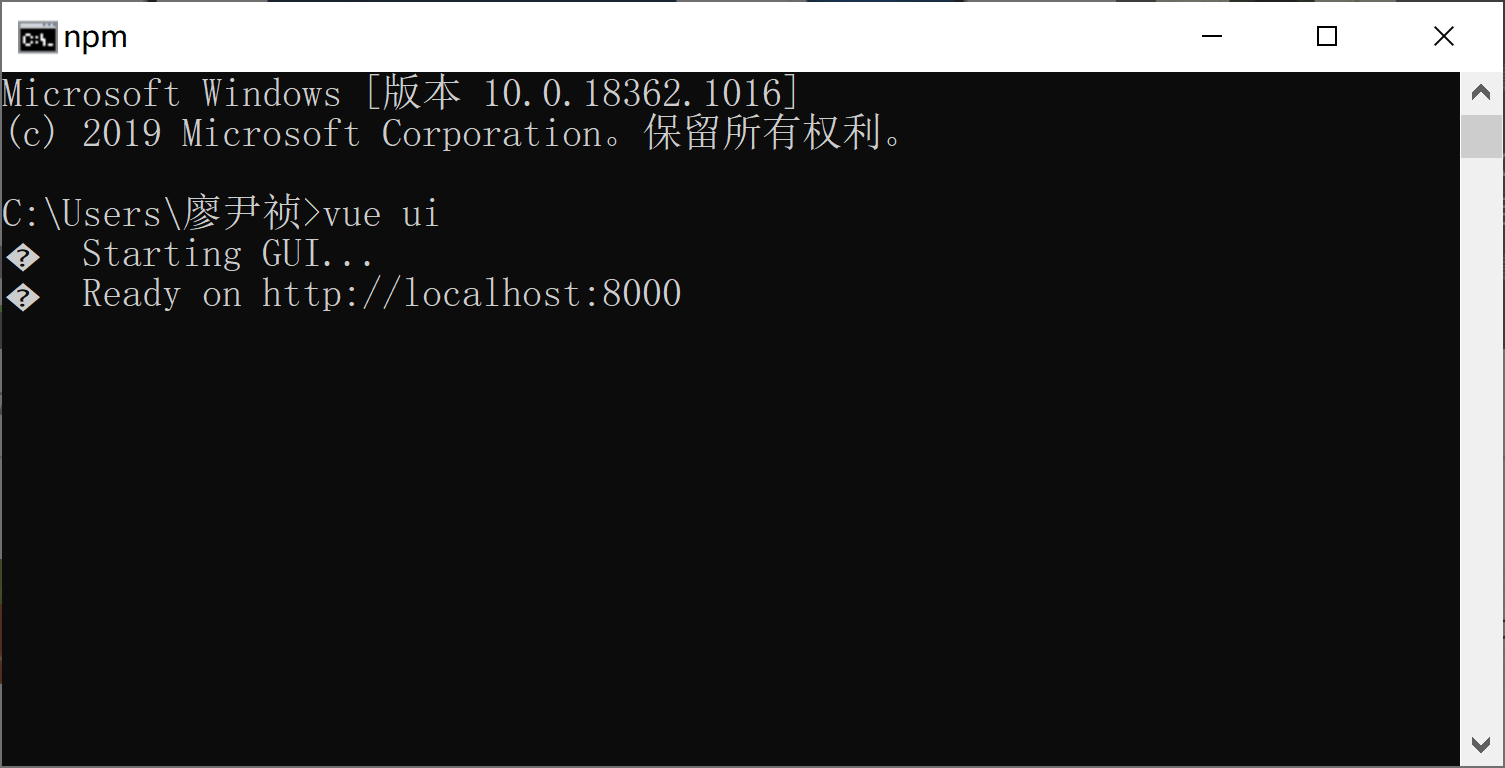 npm
Microsoft Windows [版本 10.0.18362.1016]
(c) 2019 Microsoft Corporation。保留所有权利。
C:\Users\廖尹祯>vue ui
�  Starting GUI...
�  Ready on http://localhost:8000